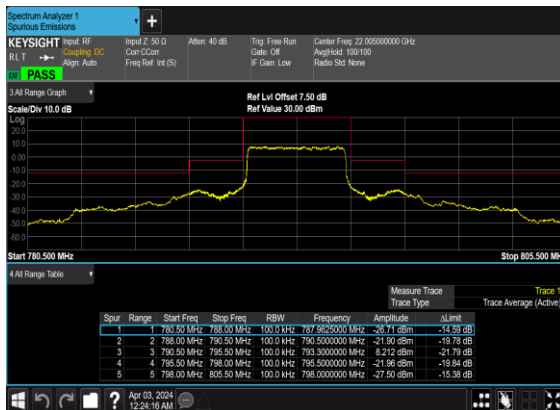 Spectrum Analyzer 1
Spurious Emissions
KEYSIGHT Input: RF Input Z: 50 Ω Atten: 40 dB Trig: Free Run Center Freq: 22.005000000 GHz
R L T Coupling: DC Corr CCorr Gate: Off Avg|Hold: 100/100
Align: Auto Freq Ref: Int (S) IF Gain: Low Radio Std: None
PASS
3 All Range Graph
Ref Lvl Offset 7.50 dB
Scale/Div 10.0 dB Ref Value 30.00 dBm
Log
20.0
10.0
0.00
-10.0
-20.0
-30.0
-40.0
-50.0
-60.0
Start 780.500 MHz Stop 805.500 MH
4 All Range Table
Measure Trace Trace 1
Trace Type Trace Average (Active)
Spur Range Start Freq Stop Freq RBW Frequency Amplitude ΔLimit
1 1 780.50 MHz 788.00 MHz 100.0 kHz 787.9625000 MHz -26.71 dBm -14.59 dB
2 2 788.00 MHz 790.50 MHz 100.0 kHz 790.5000000 MHz -21.90 dBm -19.78 dB
3 3 790.50 MHz 795.50 MHz 100.0 kHz 793.3000000 MHz 8.212 dBm -21.79 dB
4 4 795.50 MHz 798.00 MHz 100.0 kHz 795.5000000 MHz -21.96 dBm -19.84 dB
5 5 798.00 MHz 805.50 MHz 100.0 kHz 798.0000000 MHz -27.50 dBm -15.38 dB
Apr 03, 2024
12:24:16 AM